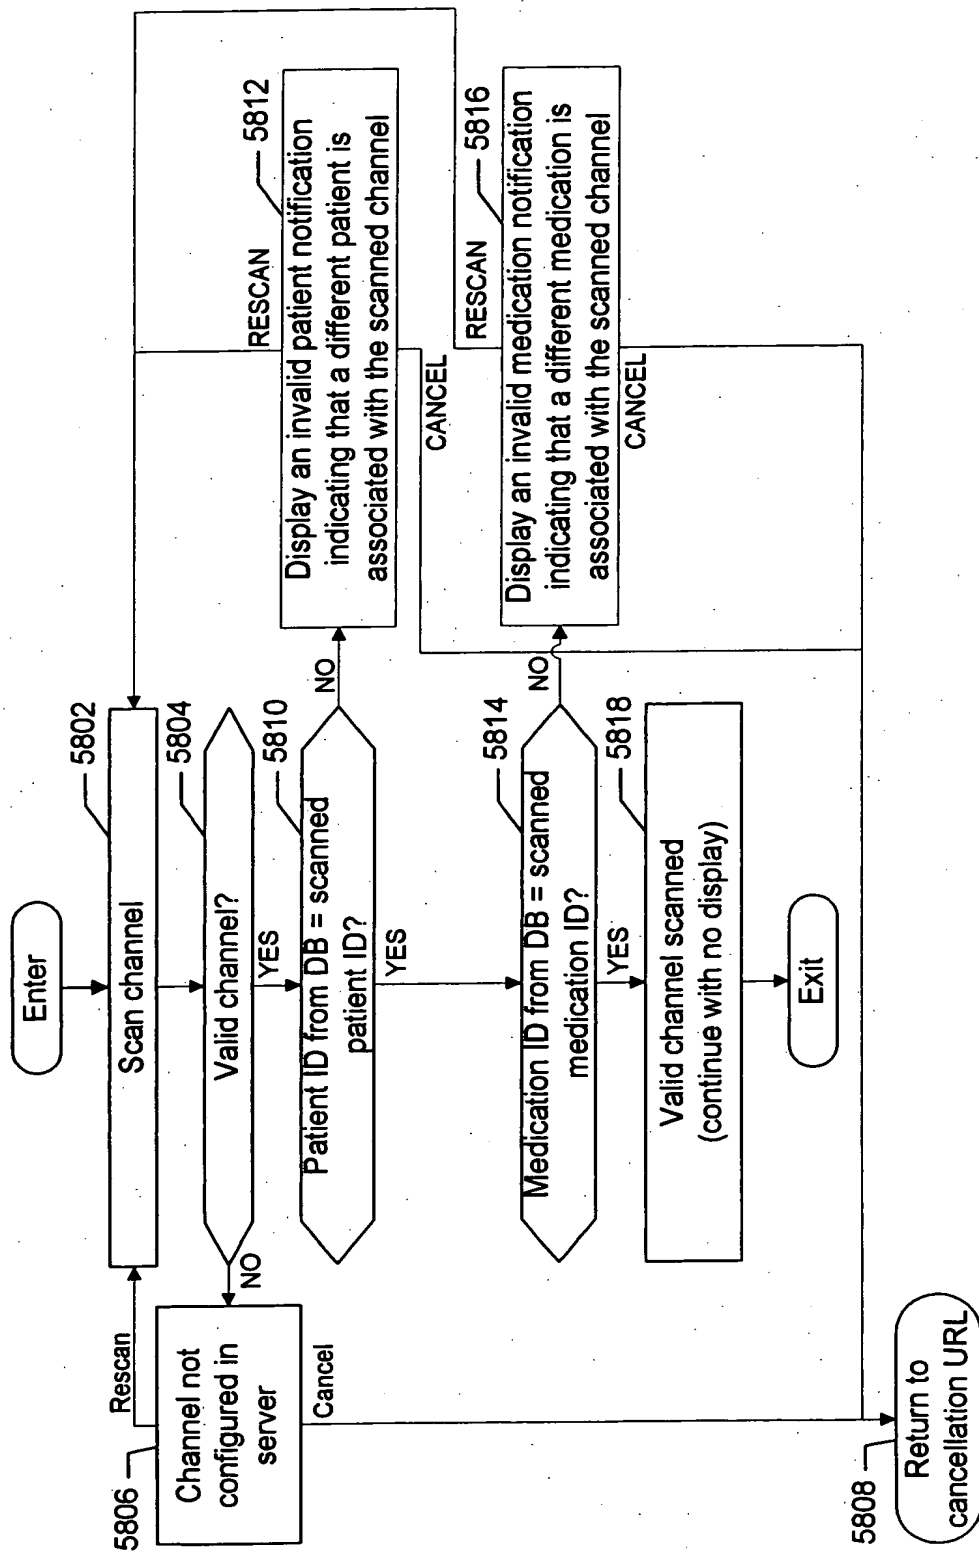 Enter
5802
Scan channel
5804
Valid channel?
Rescan
NO
YES
5806
Channel not
configured in
server
Cancel
5810
Patient ID from DB = scanned
patient ID?
NO
YES
RESCAN
5812
Display an invalid patient notification
indicating that a different patient is
associated with the scanned channel
CANCEL
5814
Medication ID from DB = scanned
medication ID?
NO
YES
RESCAN
5816
Display an invalid medication notification
indicating that a different medication is
associated with the scanned channel
CANCEL
5818
Valid channel scanned
(continue with no display)
Exit
5808
Return to
cancellation URL